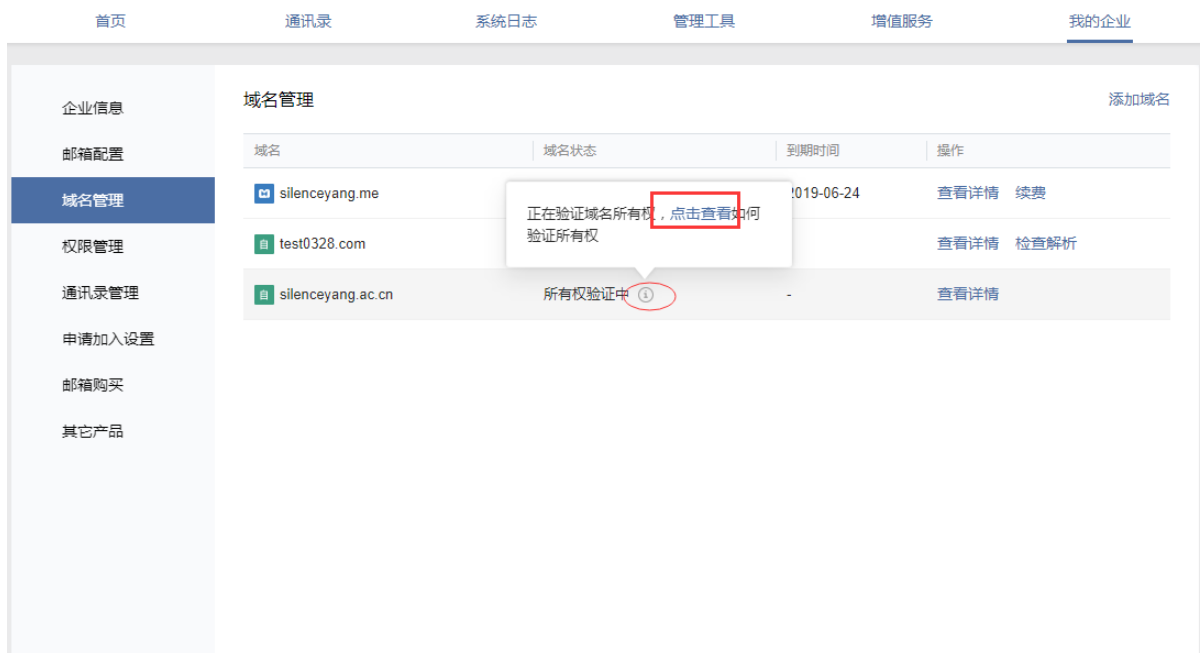 首页 通讯录 系统日志 管理工具 增值服务 我的企业
企业信息
邮箱配置
域名管理
权限管理
通讯录管理
申请加入设置
邮箱购买
其它产品
域名管理 添加域名
域名 域名状态 到期时间 操作
silenceyang.me 2019-06-24 查看详情 续费
正在验证域名所有权，点击查看如何
验证所有权
test0328.com 查看详情 检查解析
自 silenceyang.ac.cn 所有权验证中 - 查看详情